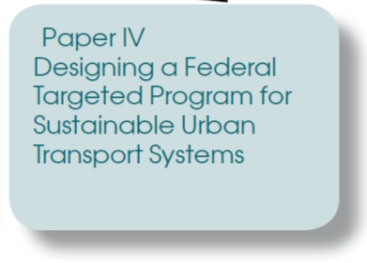 Paper IV
Designing a Federal
Targeted Program for
Sustainable Urban
Transport Systems